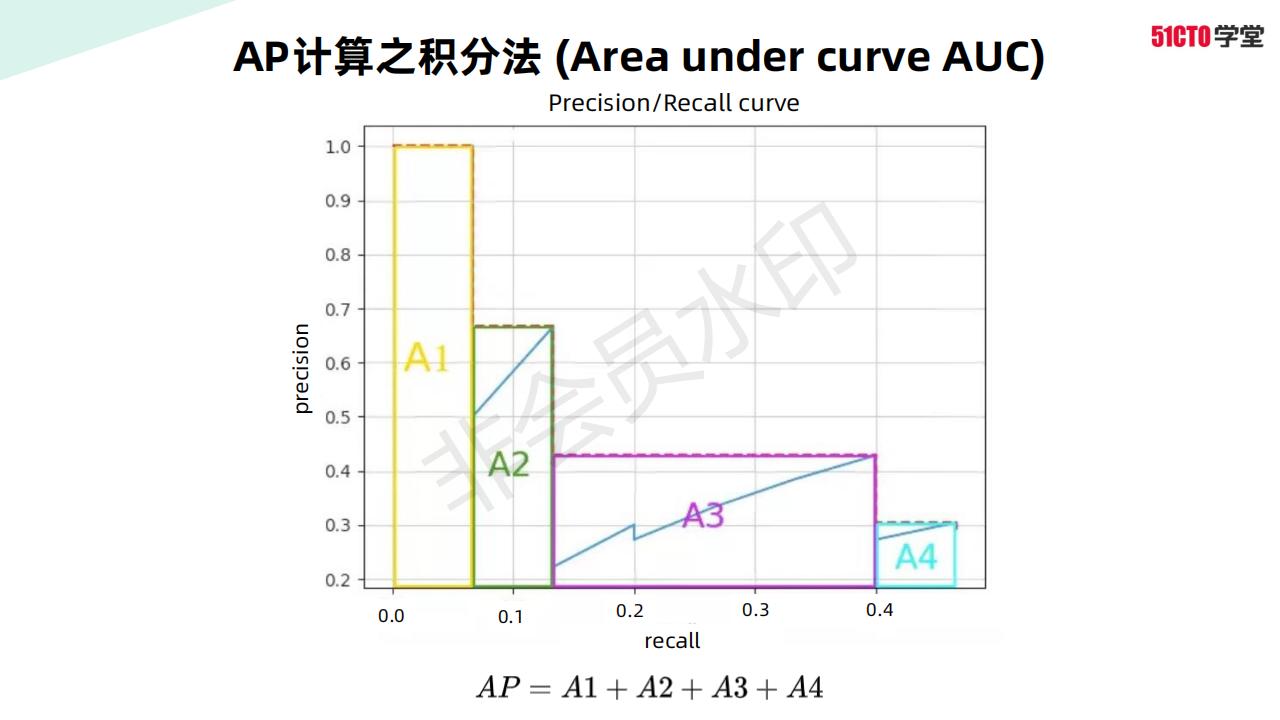 51CTO学堂
AP计算之积分法 (Area under curve AUC)
Precision/Recall curve
1.0
0.9
0.8
0.7
0.6
0.5
0.4
0.3
0.2
precision
A1
A2
A3
A4
非会员水印
0.0 0.1 0.2 0.3 0.4
recall
AP = A1 + A2 + A3 + A4